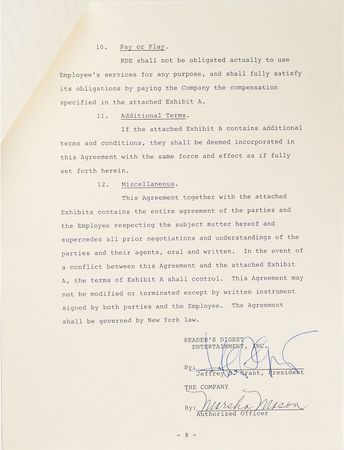 10. Pay or Play.
RDE shall not be obligated actually to use
Employee's services for any purpose, and shall fully satisfy
its obligations by paying the Company the compensation
specified in the attached Exhibit A.
11. Additional Terms.
If the attached Exhibit A contains additional
terms and conditions, they shall be deemed incorporated in
this Agreement with the same force and effect as if fully
set forth herein.
12. Miscellaneous.
This Agreement together with the attached
Exhibits contains the entire agreement of the parties and
the Employee respecting the subject matter hereof and
supercedes all prior negotiations and understandings of the
parties and their agents, oral and written. In the event of
a conflict between this Agreement and the attached Exhibit
A, the terms of Exhibit A shall control. This Agreement may
not be modified or terminated except by written instrument
signed by both parties and the Employee. The Agreement
shall be governed by New York law.
READER'S DIGEST
ENTERTAINMENT, INC.
By:
Jeffrey Grant, President
THE COMPANY
By: Marsha Mason
Authorized Officer
- 8 -